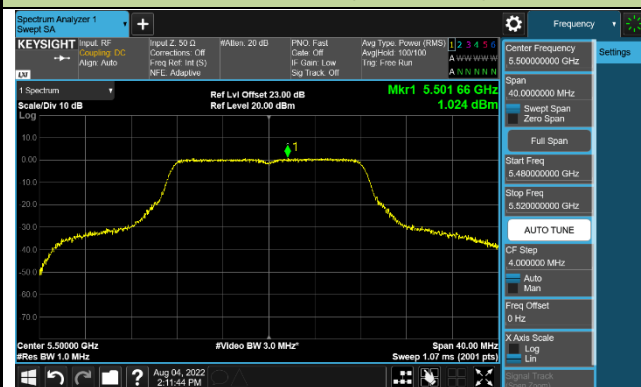 Spectrum Analyzer 1
Swept SA
+
Frequency
KEYSIGHT
Input: RF
Coupling: DC
Align: Auto
Input Z: 50 Ω
Corrections: Off
Freq Ref: Int (S)
NFE: Adaptive
#Atten: 20 dB
PNO: Fast
Gate: Off
IF Gain: Low
Sig Track: Off
Avg Type: Power (RMS)
Avg|Hold: 100/100
Trig: Free Run
1 2 3 4 5 6
A W W W W W
A N N N N N
LXI
1 Spectrum
Scale/Div 10 dB
Log
Ref Lvl Offset 23.00 dB
Ref Level 20.00 dBm
Mkr1 5.501 66 GHz
1.024 dBm
1
10.0
0.00
10.0
20.0
30.0
40.0
-50.0
60.0
70.0
Center 5.50000 GHz
#Res BW 1.0 MHz
#Video BW 3.0 MHz*
Span 40.00 MHz
Sweep 1.07 ms (2001 pts)
Center Frequency
5.500000000 GHz
Settings
Span
40.0000000 MHz
Swept Span
Zero Span
Full Span
Start Freq
5.480000000 GHz
Stop Freq
5.520000000 GHz
AUTO TUNE
CF Step
4.000000 MHz
Auto
Man
Freq Offset
0 Hz
X Axis Scale
Log
Lin
Signal Track
(Span Zoom)
?
Aug 04, 2022
2:11:44 PM